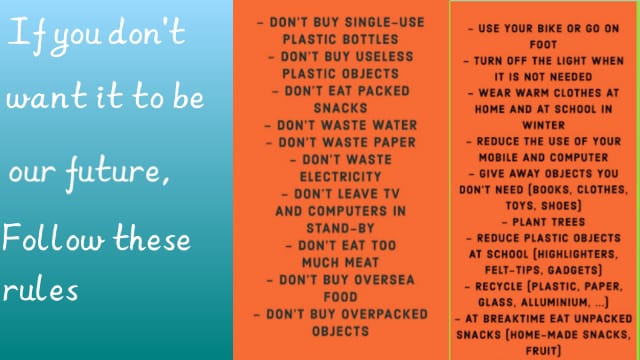 If you don't
want it to be
our future,
Follow these
rules
- DON'T BUY SINGLE-USE
PLASTIC BOTTLES
- DON'T BUY USELESS
PLASTIC OBJECTS
- DON'T EAT PACKED
SNACKS
- DON'T WASTE WATER
- DON'T WASTE PAPER
- DON'T WASTE
ELECTRICITY
- DON'T LEAVE TV
AND COMPUTERS IN
STAND-BY
- DON'T EAT TOO
MUCH MEAT
- DON'T BUY OVERSEA
FOOD
- DON'T BUY OVERPACKED
OBJECTS
- USE YOUR BIKE OR GO ON
FOOT
- TURN OFF THE LIGHT WHEN
IT IS NOT NEEDED
- WEAR WARM CLOTHES AT
HOME AND AT SCHOOL IN
WINTER
- REDUCE THE USE OF YOUR
MOBILE AND COMPUTER
- GIVE AWAY OBJECTS YOU
DON'T NEED (BOOKS, CLOTHES,
TOYS, SHOES)
- PLANT TREES
- REDUCE PLASTIC OBJECTS
AT SCHOOL (HIGHLIGHTERS,
FELT-TIPS, GADGETS)
- RECYCLE (PLASTIC, PAPER,
GLASS, ALLUMINIUM, ...)
- AT BREAKTIME EAT UNPACKED
SNACKS (HOME-MADE SNACKS,
FRUIT)